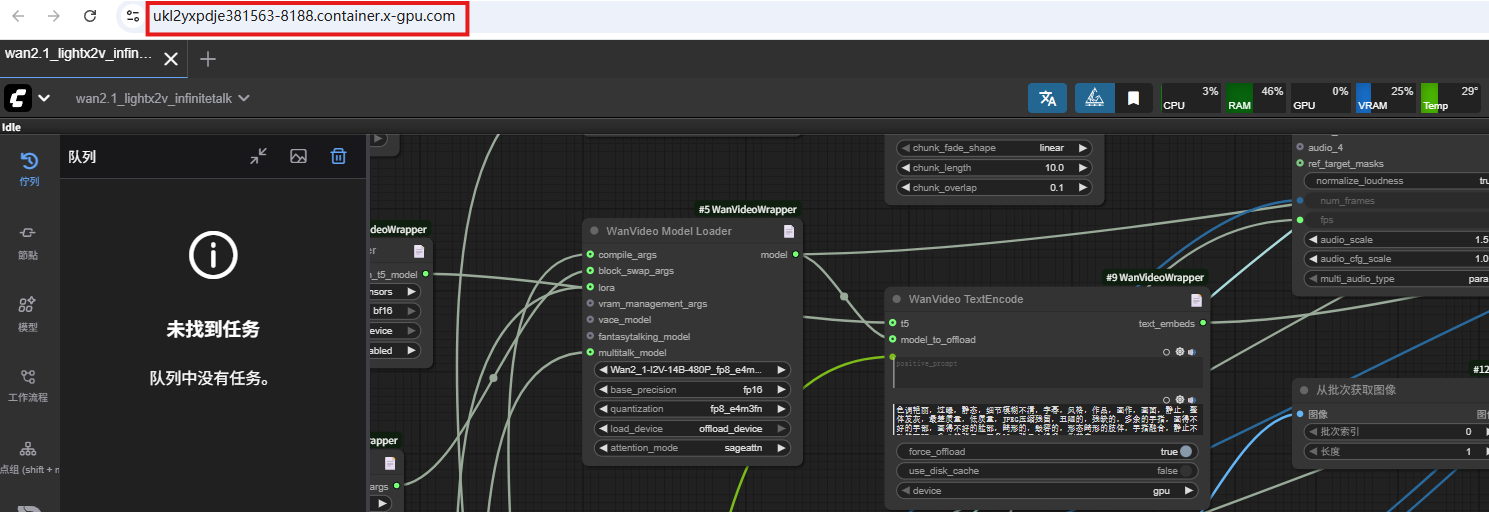 ukl2yxpdje381563-8188.container.x-gpu.com
wan2.1_lightx2v_infin...
wan2.1_lightx2v_infinitetalk
3%
CPU
46%
RAM
0%
GPU
25%
VRAM
29°
Temp
Idle
队列
伫列
節點
模型
工作流程
点组 (shift + n
未找到任务
队列中没有任务。
eoWrapper
er
n_t5_model
nsors
bf16
device
abled
wrapper
args
#5 WanVideoWrapper
WanVideo Model Loader
compile_args
model
block_swap_args
lora
vram_management_args
vace_model
fantasytalking_model
multitalk_model
Wan2_1-I2V-14B-480P_fp8_e4m...
base_precision
fp16
quantization
fp8_e4m3fn
load_device
offload_device
attention_mode
sageattn
chunk_fade_shape
linear
chunk_length
10.0
chunk_overlap
0.1
#9 WanVideoWrapper
WanVideo TextEncode
t5
text_embeds
model_to_offload
positive_prompt
色调艳丽，过曝，静态，细节模糊不清，字幕，风格，作品，画作，画面，静止，整
体发灰，最差质量，低质量，JPEG压缩残留，丑陋的，残缺的，多余的手指，画得不
好的手部，画得不好的脸部，畸形的，毁容的，形态畸形的肢体，手指融合，静止不
force_offload
true
use_disk_cache
false
device
gpu
audio_4
ref_target_masks
normalize_loudness
tru
num_frames
fps
audio_scale
1.5
audio_cfg_scale
1.0
multi_audio_type
para
#12
从批次获取图像
图像
图像
批次索引
0
长度
1